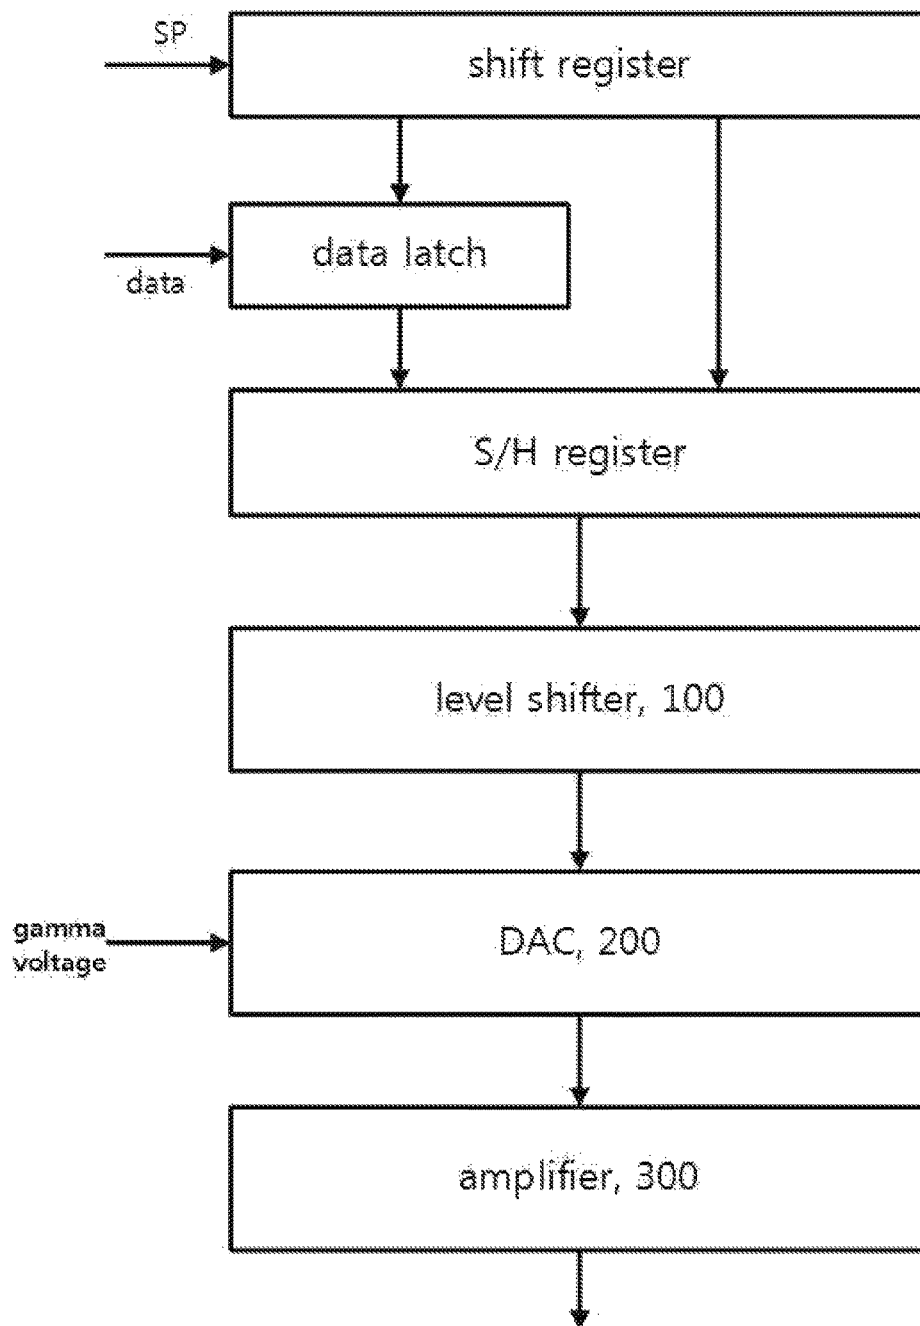 SP
shift register
data latch
data
S/H register
level shifter, 100
gamma
voltage
DAC, 200
amplifier, 300